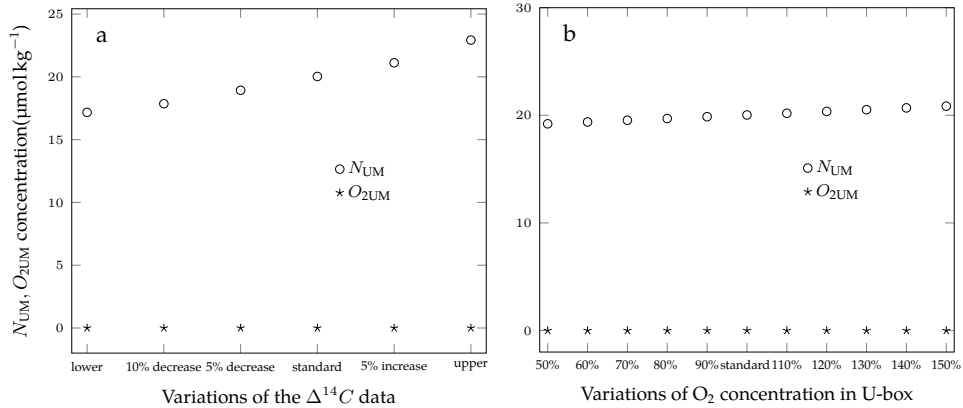 a
25
20
15
10
5
0
N_UM, O_2UM concentration(μmol kg⁻¹)
N_UM
O_2UM
lower 10% decrease 5% decrease standard 5% increase upper
Variations of the Δ¹⁴C data
b
30
20
10
0
N_UM
O_2UM
50% 60% 70% 80% 90% standard 110% 120% 130% 140% 150%
Variations of O₂ concentration in U-box